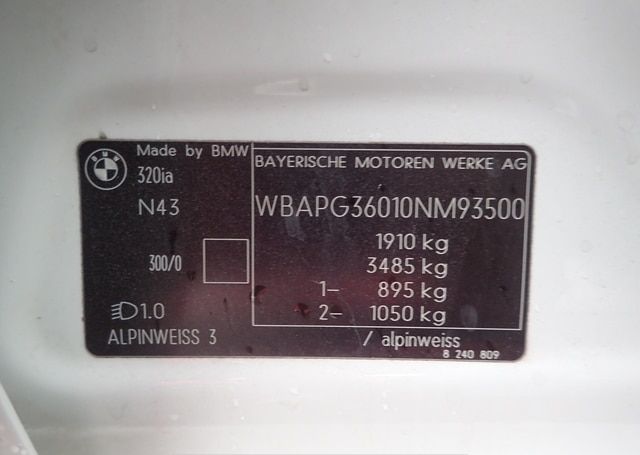 BMW
Made by BMW
320ia
N43
300/0
1.0
ALPINWEISS 3
BAYERISCHE MOTOREN WERKE AG
WBAPG36010NM93500
1910 kg
3485 kg
1- 895 kg
2- 1050 kg
/ alpinweiss
8 240 809